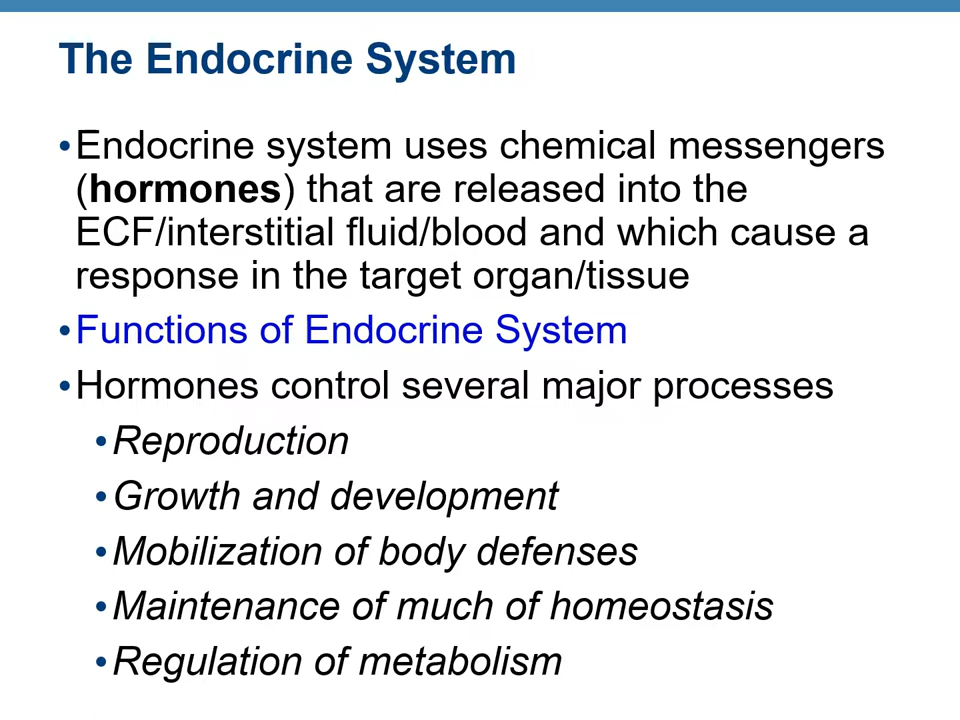 The Endocrine System
•Endocrine system uses chemical messengers
(hormones) that are released into the
ECF/interstitial fluid/blood and which cause a
response in the target organ/tissue
•Functions of Endocrine System
•Hormones control several major processes
•Reproduction
•Growth and development
•Mobilization of body defenses
•Maintenance of much of homeostasis
•Regulation of metabolism